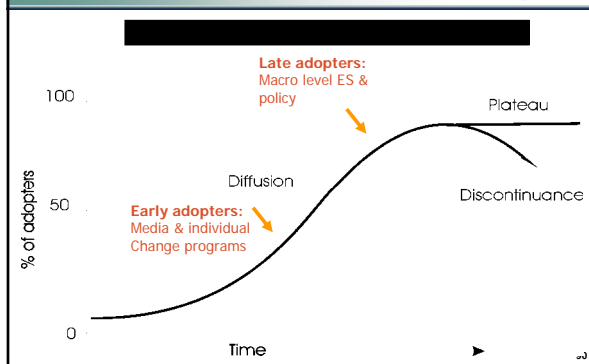 Late adopters:
Macro level ES &
policy
100
Plateau
Diffusion
Discontinuance
50
Early adopters:
Media & individual
Change programs
% of adopters
0
Time